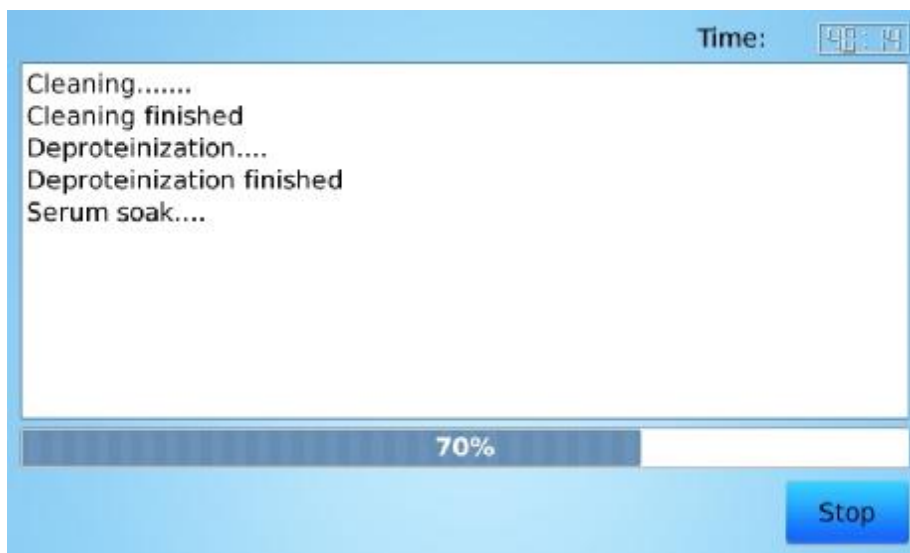 Time:
Cleaning.......
Cleaning finished
Deproteinization....
Deproteinization finished
Serum soak....
70%
Stop